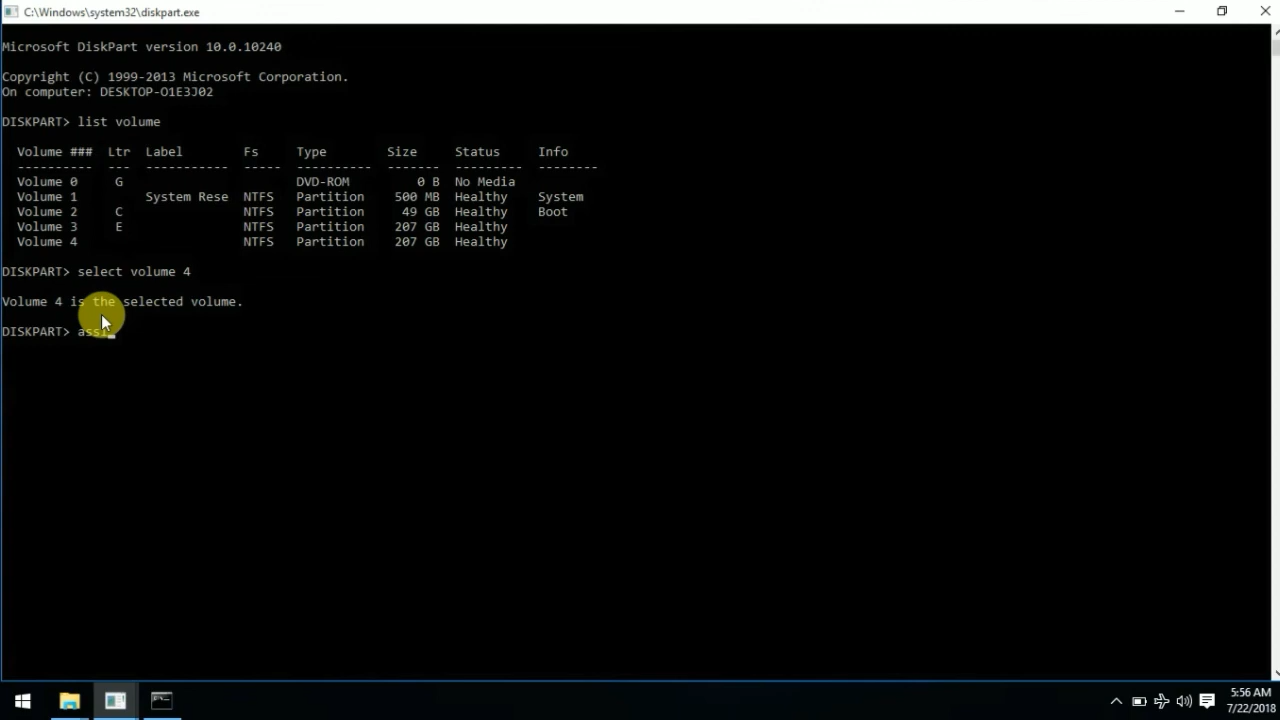 C:\Windows\system32\diskpart.exe
Microsoft DiskPart version 10.0.10240
Copyright (C) 1999-2013 Microsoft Corporation.
On computer: DESKTOP-O1E3J02
DISKPART> list volume
Volume ### Ltr Label Fs Type Size Status Info
---------- --- ----------- ----- ---------- ------- --------- --------
Volume 0 G DVD-ROM 0 B No Media
Volume 1 System Rese NTFS Partition 500 MB Healthy System
Volume 2 C NTFS Partition 49 GB Healthy Boot
Volume 3 E NTFS Partition 207 GB Healthy
Volume 4 NTFS Partition 207 GB Healthy
DISKPART> select volume 4
Volume 4 is the selected volume.
DISKPART> assi_
5:56 AM
7/22/2018